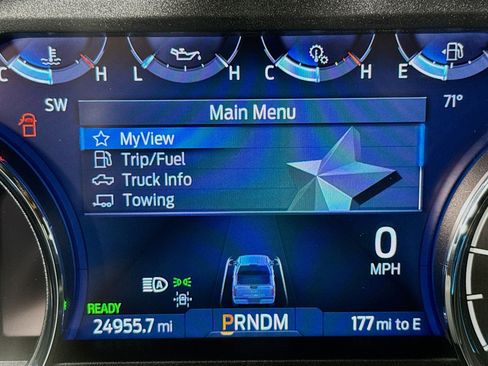 C H L H C H E
SW
71°
Main Menu
MyView
Trip/Fuel
Truck Info
Towing
0
MPH
A
READY
24955.7 mi
PRNDM
177 mi to E